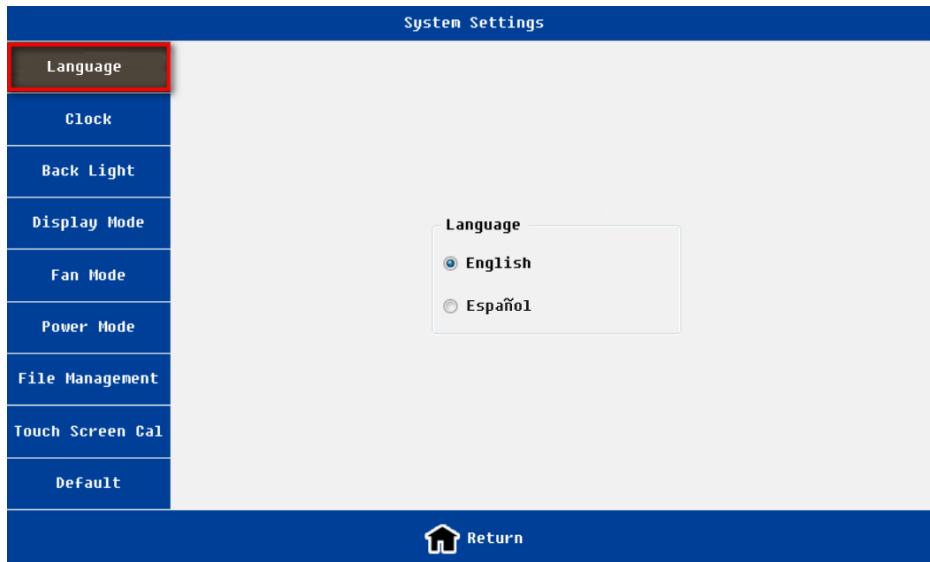 System Settings
Language
Clock
Back Light
Display Mode
Fan Mode
Power Mode
File Management
Touch Screen Cal
Default
Language
English
Español
Return